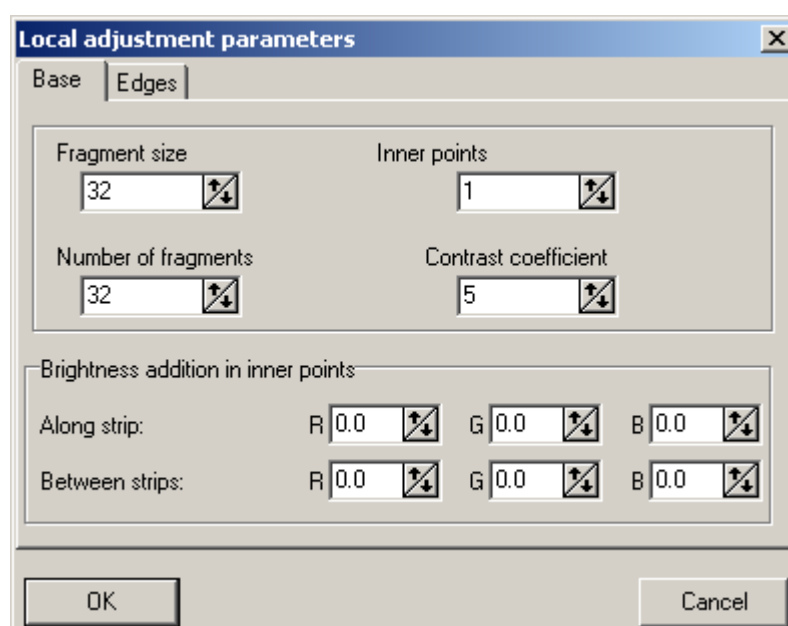 Local adjustment parameters
Base Edges
Fragment size Inner points
32 1
Number of fragments Contrast coefficient
32 5
Brightness addition in inner points
Along strip: R 0.0 G 0.0 B 0.0
Between strips: R 0.0 G 0.0 B 0.0
OK Cancel